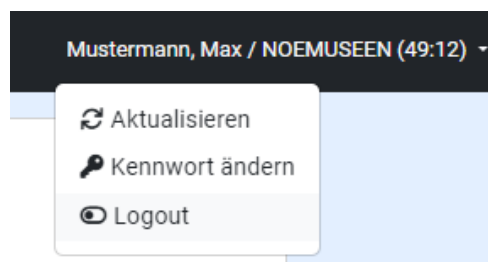 Mustermann, Max / NOEMUSEEN (49:12)
Aktualisieren
Kennwort ändern
Logout